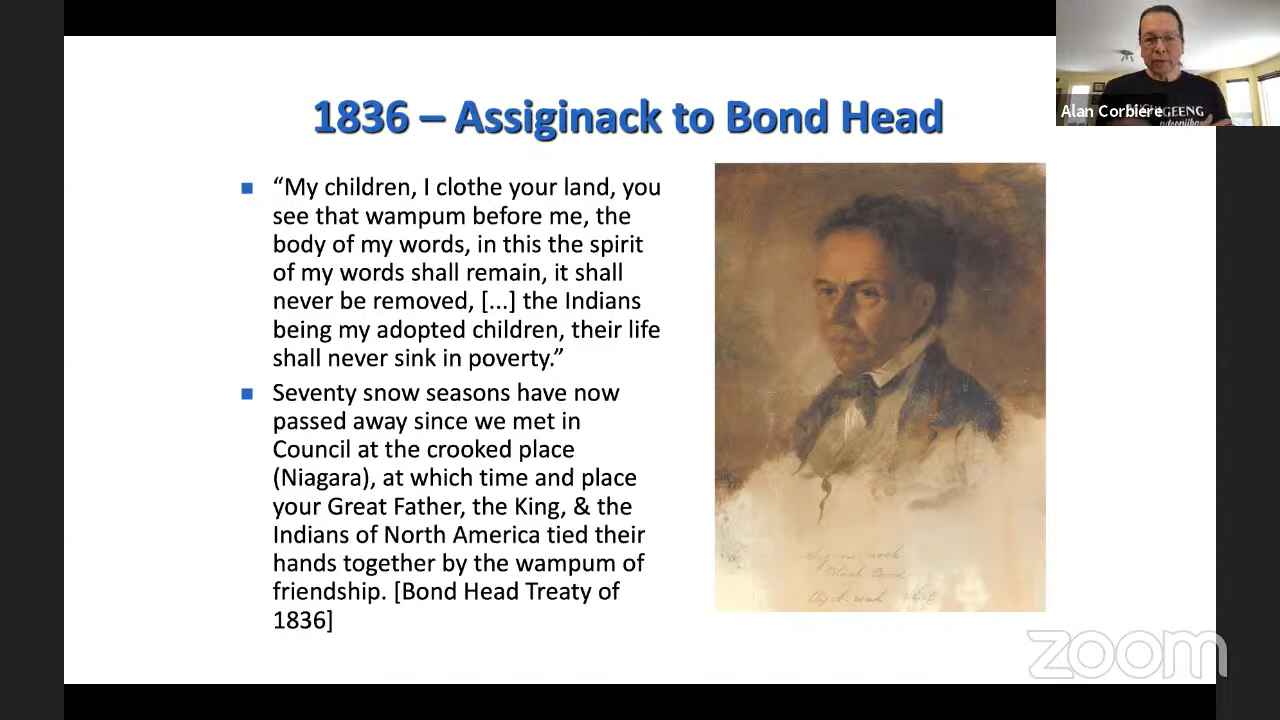 1836 – Assiginack to Bond Head
“My children, I clothe your land, you
see that wampum before me, the
body of my words, in this the spirit
of my words shall remain, it shall
never be removed, [...] the Indians
being my adopted children, their life
shall never sink in poverty.”
Seventy snow seasons have now
passed away since we met in
Council at the crooked place
(Niagara), at which time and place
your Great Father, the King, & the
Indians of North America tied their
hands together by the wampum of
friendship. [Bond Head Treaty of
1836]
Alan Corbiere
GEENG
zoom